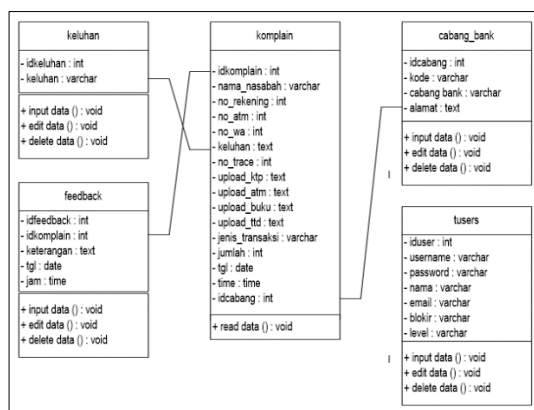 keluhan
- idkeluhan : int
- keluhan : varchar
+ input data () : void
+ edit data () : void
+ delete data () : void
feedback
- idfeedback : int
- idkomplain : int
- keterangan : text
- tgl : date
- jam : time
+ input data () : void
+ edit data () : void
+ delete data () : void
komplain
- idkomplain : int
- nama_nasabah : varchar
- no_rekening : int
- no_atm : int
- no_wa : int
- keluhan : text
- no_trace : int
- upload_ktp : text
- upload_atm : text
- upload_buku : text
- upload_ttd : text
- jenis_transaksi : varchar
- jumlah : int
- tgl : date
- time : time
- idcabang : int
+ read data () : void
cabang_bank
- idcabang : int
- kode : varchar
- cabang bank : varchar
- alamat : text
+ input data () : void
+ edit data () : void
+ delete data () : void
tusers
- iduser : int
- username : varchar
- password : varchar
- nama : varchar
- email : varchar
- blokir : varchar
- level : varchar
+ input data () : void
+ edit data () : void
+ delete data () : void